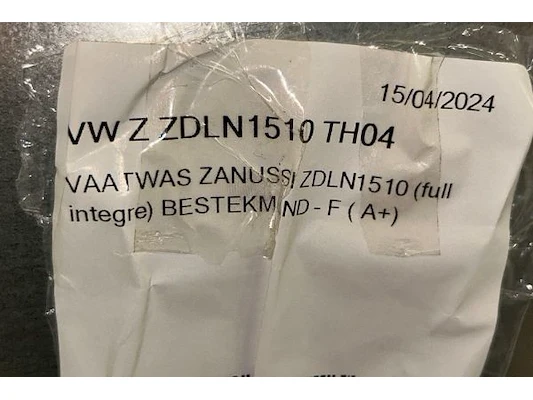 15/04/2024
VW Z ZDLN1510 TH04
VAATWAS ZANUSSI ZDLN1510 (full
integre) BESTEKMND - F ( A+)